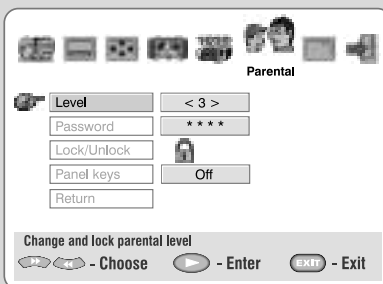 Parental
Level < 3 >
Password * * * *
Lock/Unlock
Panel keys Off
Return
Change and lock parental level
- Choose - Enter EXIT - Exit